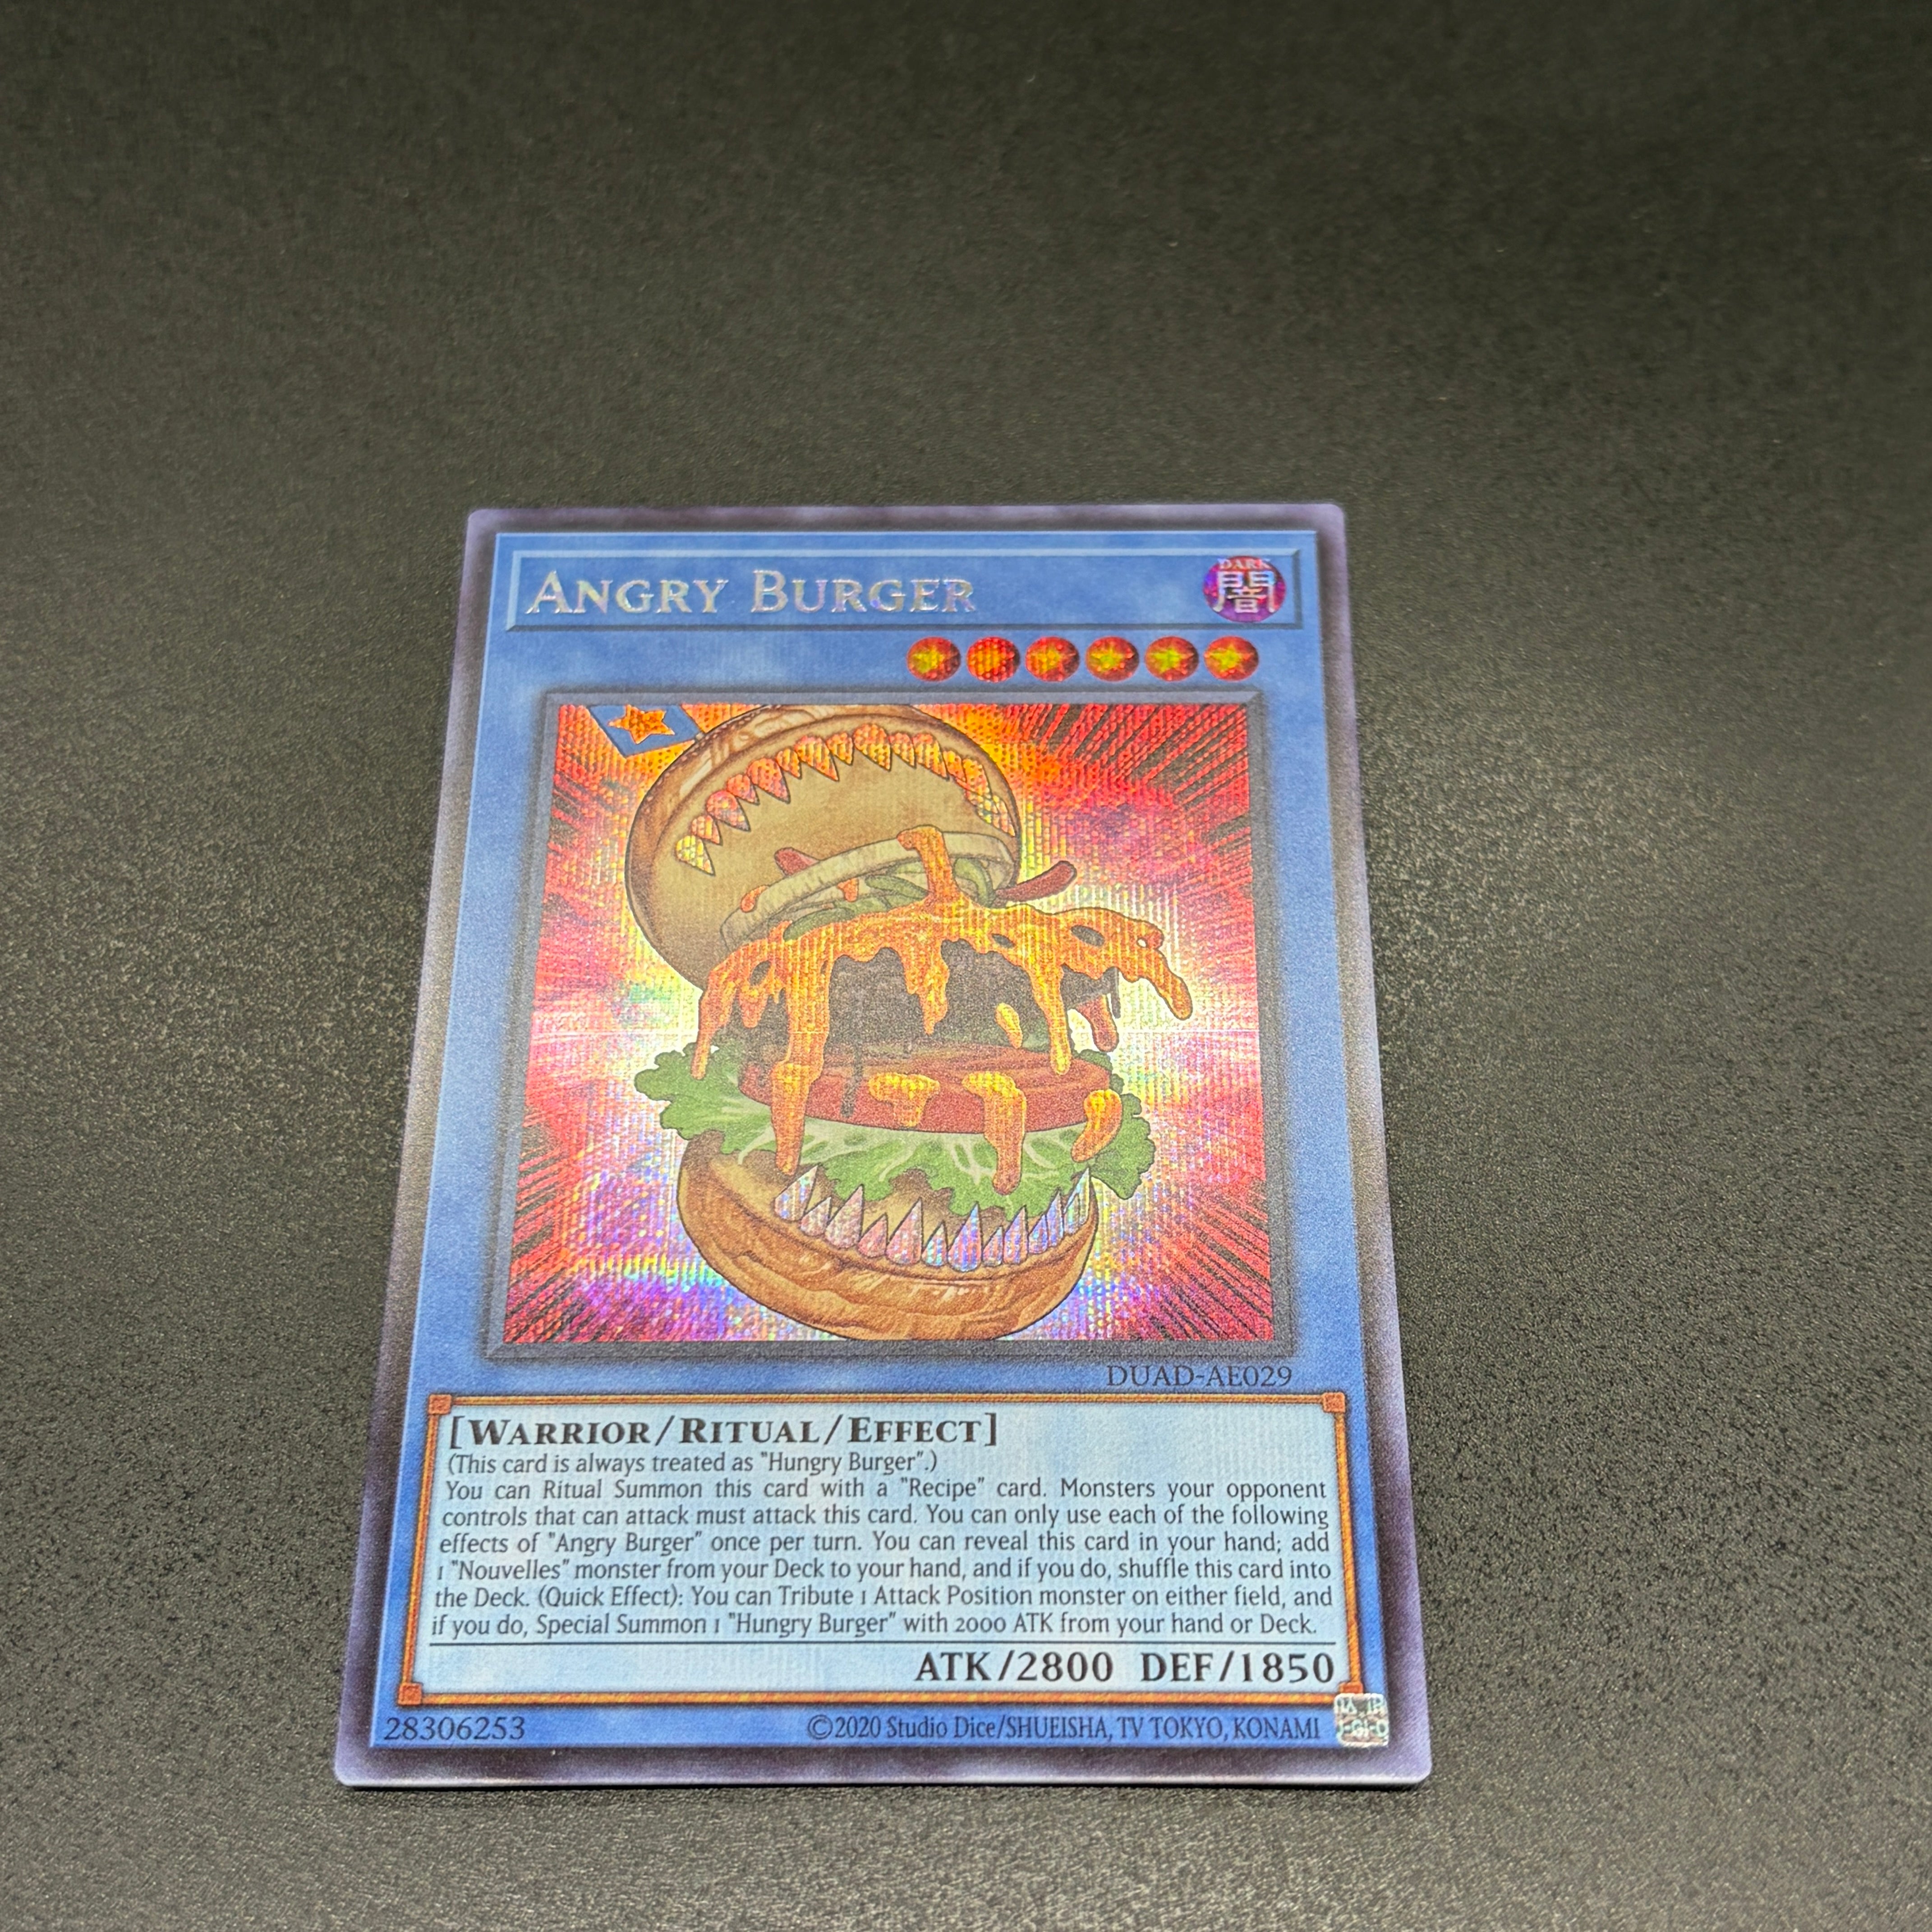 ANGRY BURGER
DARK
闇
DUAD-AE029
[WARRIOR/RITUAL/EFFECT]
(This card is always treated as "Hungry Burger".)
You can Ritual Summon this card with a "Recipe" card. Monsters your opponent
controls that can attack must attack this card. You can only use each of the following
effects of "Angry Burger" once per turn. You can reveal this card in your hand; add
1 "Nouvelles" monster from your Deck to your hand, and if you do, shuffle this card into
the Deck. (Quick Effect): You can Tribute 1 Attack Position monster on either field, and
if you do, Special Summon 1 "Hungry Burger" with 2000 ATK from your hand or Deck.
ATK/2800 DEF/1850
28306253
©2020 Studio Dice/SHUEISHA, TV TOKYO, KONAMI